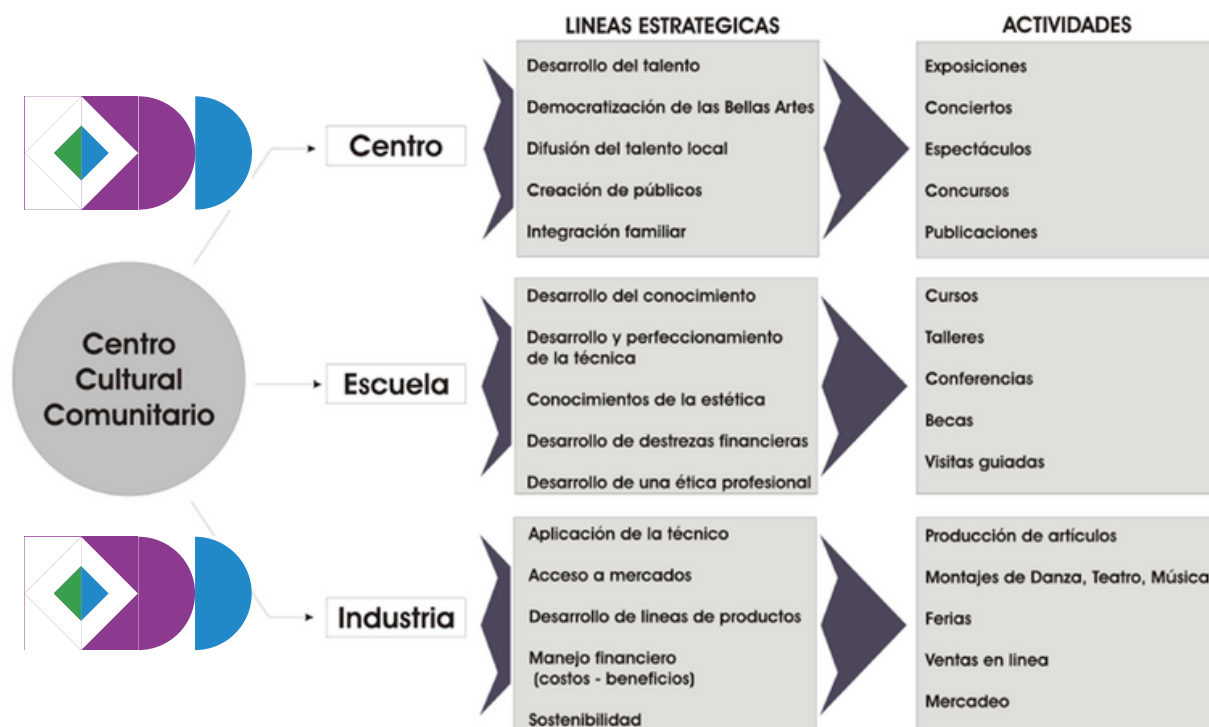 LINEAS ESTRATEGICAS
ACTIVIDADES
Centro
Cultural
Comunitario
Centro
Desarrollo del talento
Democratización de las Bellas Artes
Difusión del talento local
Creación de públicos
Integración familiar
Exposiciones
Conciertos
Espectáculos
Concursos
Publicaciones
Escuela
Desarrollo del conocimiento
Desarrollo y perfeccionamiento
de la técnica
Conocimientos de la estética
Desarrollo de destrezas financieras
Desarrollo de una ética profesional
Cursos
Talleres
Conferencias
Becas
Visitas guiadas
Industria
Aplicación de la técnico
Acceso a mercados
Desarrollo de lineas de productos
Manejo financiero
(costos - beneficios)
Sostenibilidad
Producción de artículos
Montajes de Danza, Teatro, Música
Ferias
Ventas en linea
Mercadeo